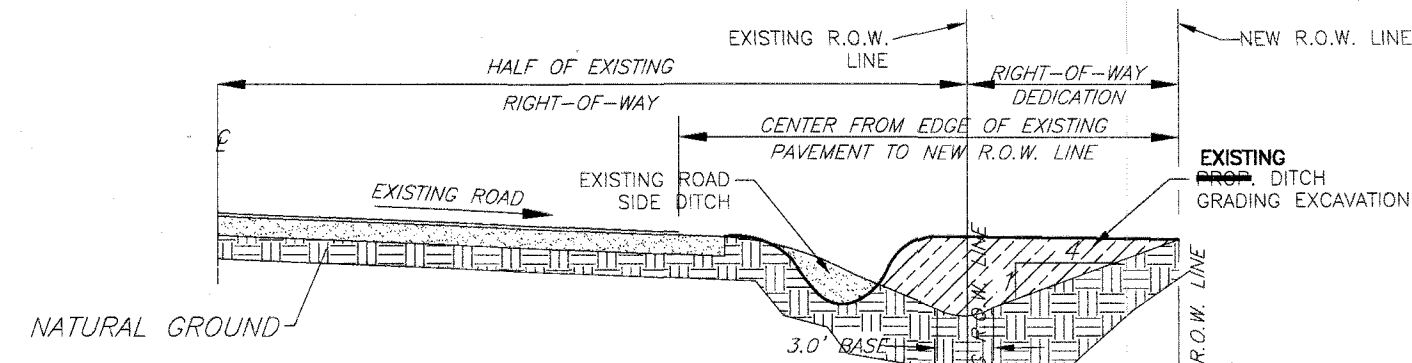 EXISTING R.O.W.
LINE
NEW R.O.W. LINE
HALF OF EXISTING
RIGHT-OF-WAY
RIGHT-OF-WAY
DEDICATION
CENTER FROM EDGE OF EXISTING
PAVEMENT TO NEW R.O.W. LINE
℄
EXISTING ROAD
EXISTING ROAD
SIDE DITCH
EXISTING
PROP. DITCH
GRADING EXCAVATION
4
1
R.O.W. LINE
R.O.W. LINE
3.0' BASE
NATURAL GROUND